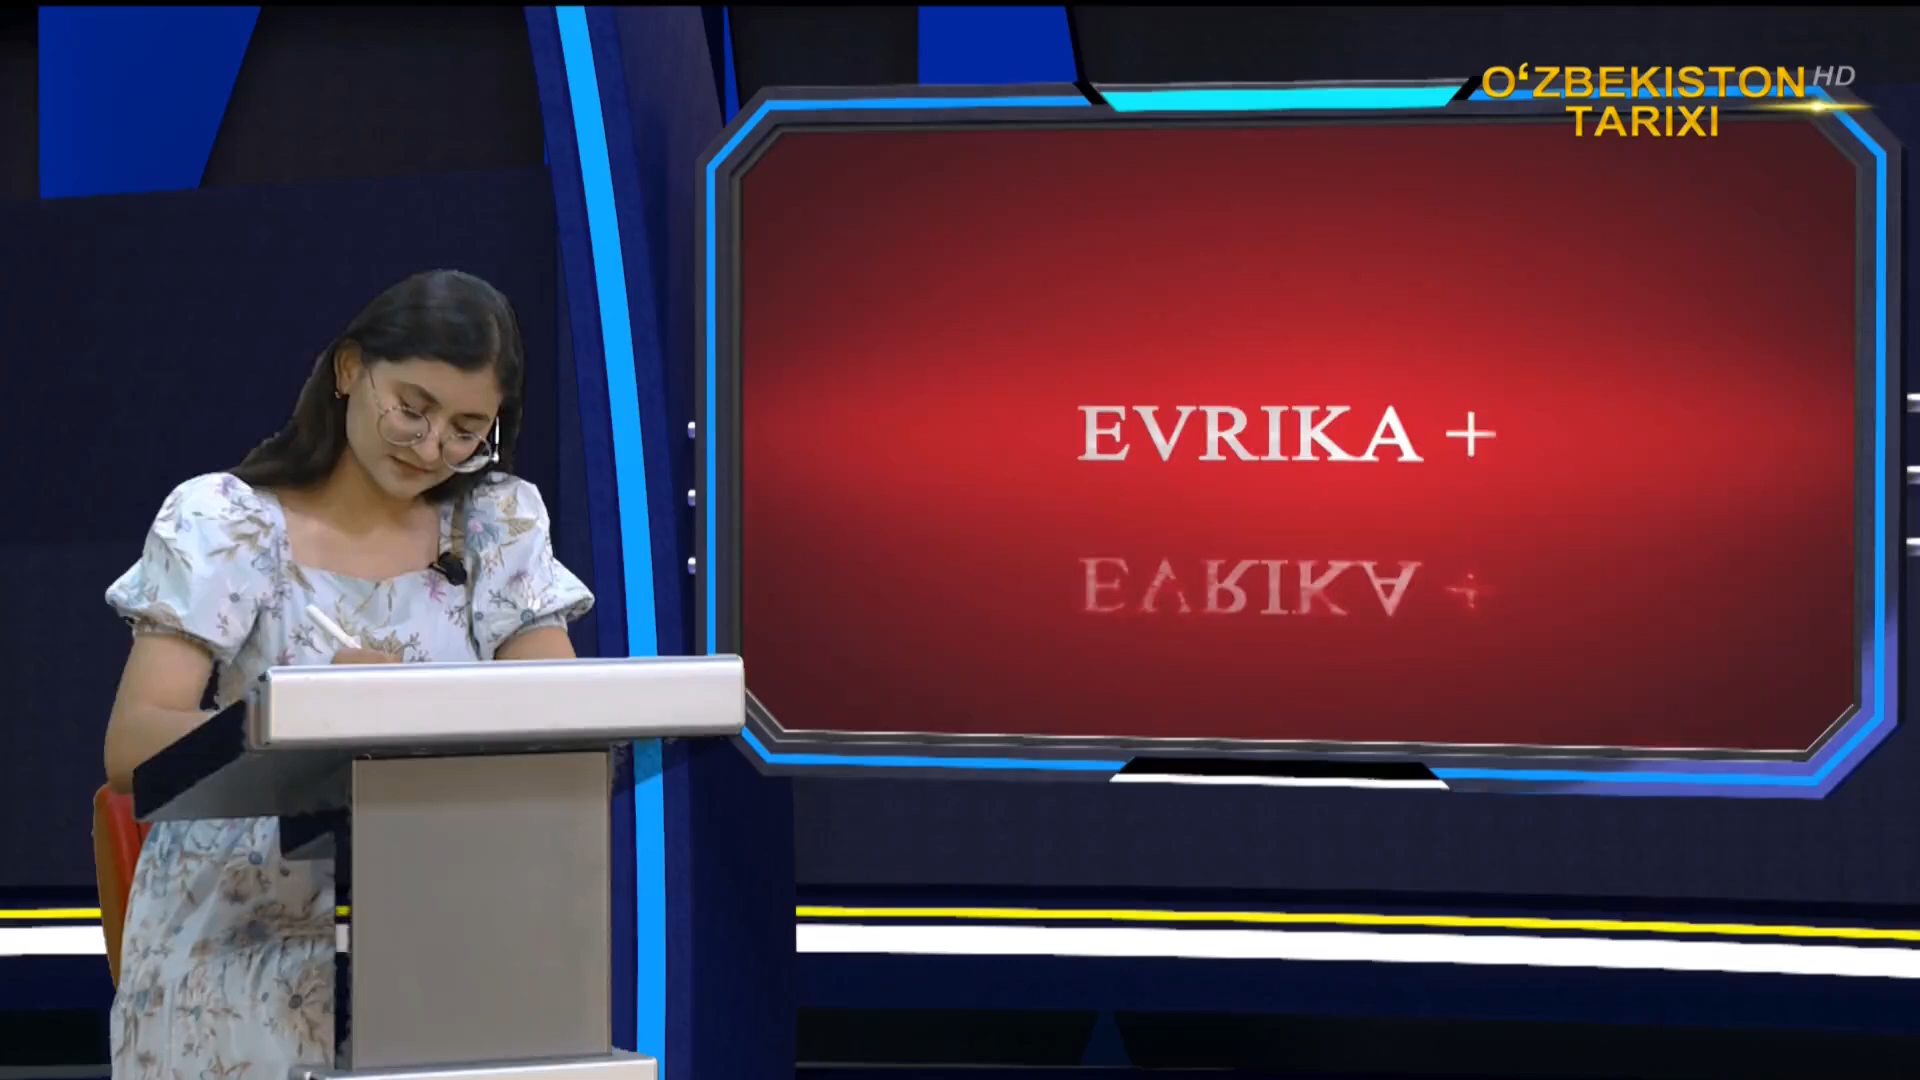 O‘ZBEKISTON HD
TARIXI
EVRIKA +
EVRIKA +